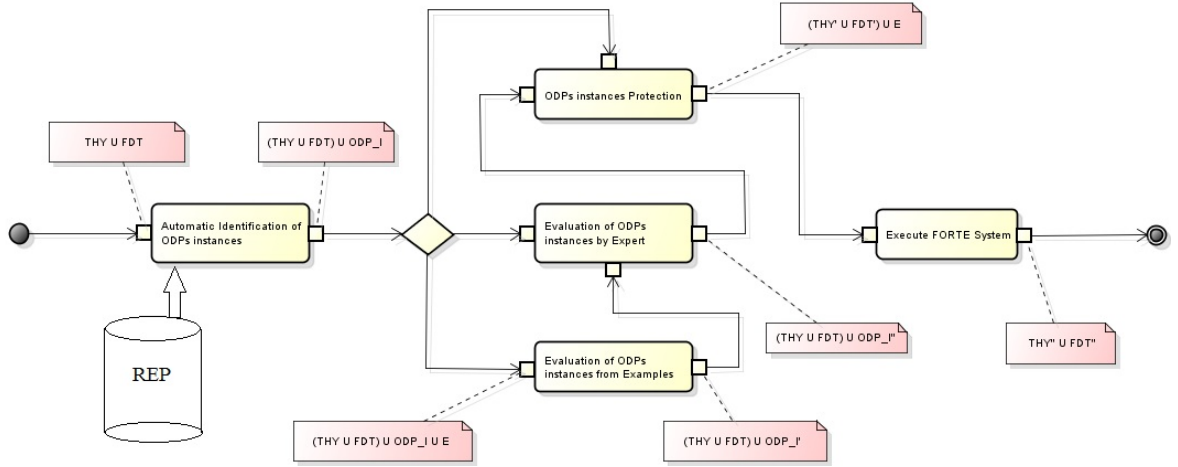 (THY' U FDT') U E
ODPs instances Protection
THY U FDT
(THY U FDT) U ODP_I
Automatic Identification of
ODPs instances
Evaluation of ODPs
instances by Expert
Execute FORTE System
REP
(THY U FDT) U ODP_I"
THY" U FDT"
Evaluation of ODPs
instances from Examples
(THY U FDT) U ODP_I U E
(THY U FDT) U ODP_I'